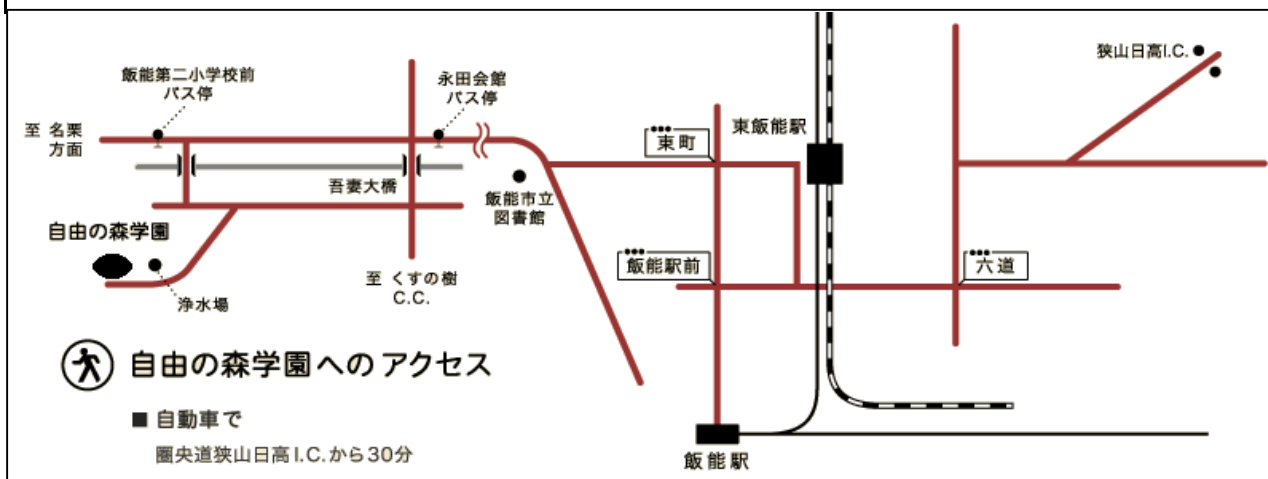 飯能第二小学校前
バス停
永田会館
バス停
狭山日高I.C.
至 名栗
方面
東町
東飯能駅
吾妻大橋
飯能市立
図書館
自由の森学園
飯能駅前
六道
至 くすの樹
C.C.
浄水場
自由の森学園へのアクセス
■ 自動車で
圏央道狭山日高I.C.から30分
飯能駅